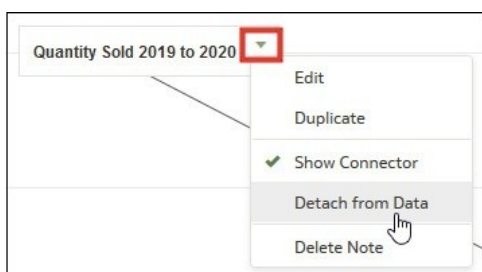 Quantity Sold 2019 to 2020
Edit
Duplicate
Show Connector
Detach from Data
Delete Note